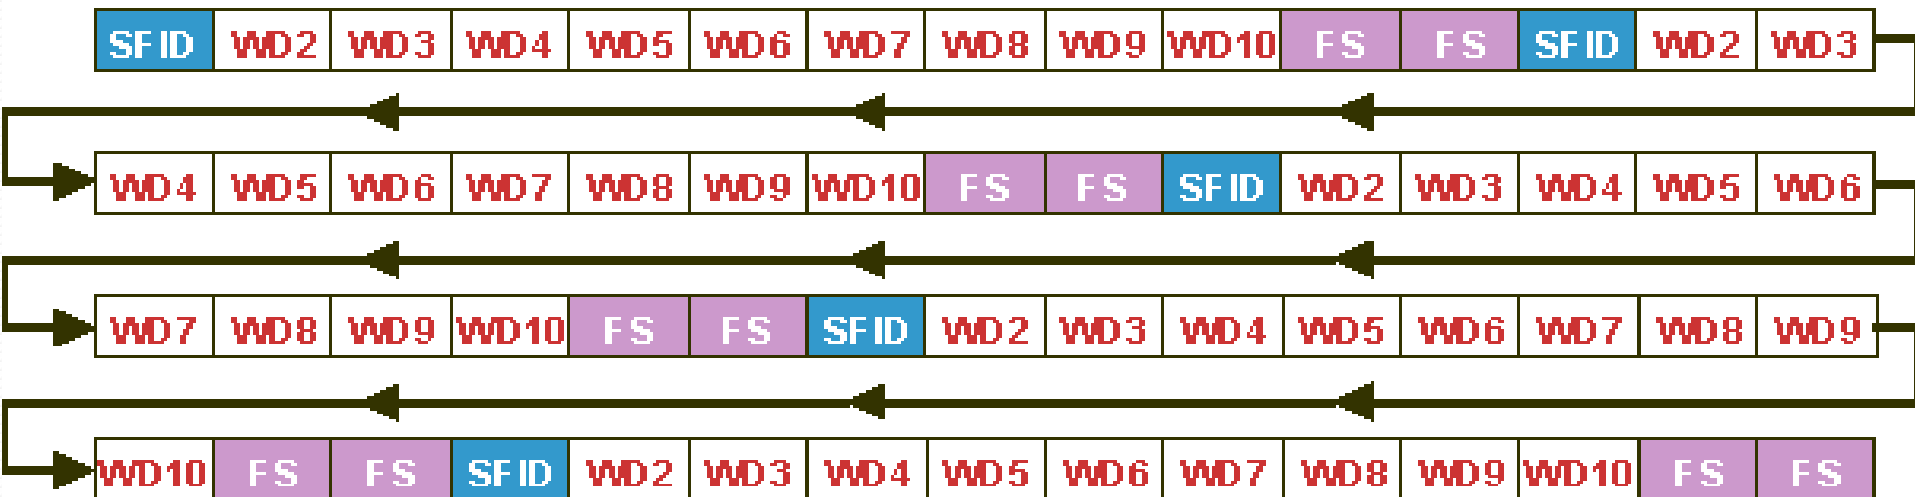 SFID WD2 WD3 WD4 WD5 WD6 WD7 WD8 WD9 WD10 FS FS SFID WD2 WD3
WD4 WD5 WD6 WD7 WD8 WD9 WD10 FS FS SFID WD2 WD3 WD4 WD5 WD6
WD7 WD8 WD9 WD10 FS FS SFID WD2 WD3 WD4 WD5 WD6 WD7 WD8 WD9
WD10 FS FS SFID WD2 WD3 WD4 WD5 WD6 WD7 WD8 WD9 WD10 FS FS